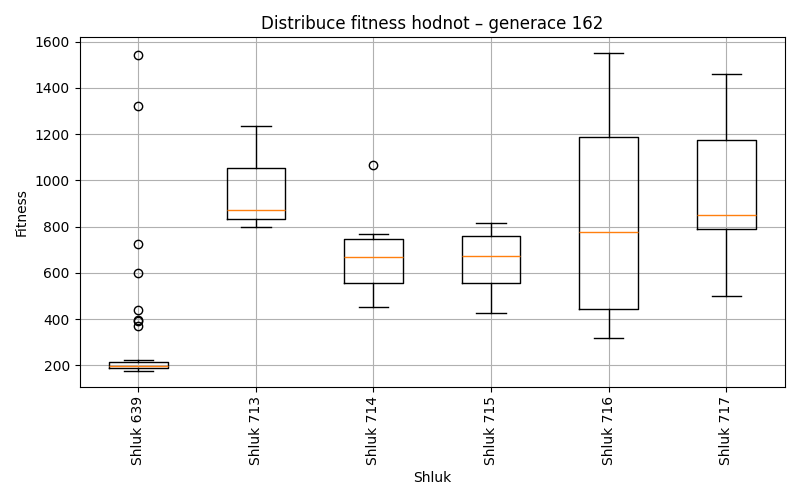 Distribuce fitness hodnot – generace 162
Fitness
1600
1400
1200
1000
800
600
400
200
Shluk 639
Shluk 713
Shluk 714
Shluk 715
Shluk 716
Shluk 717
Shluk